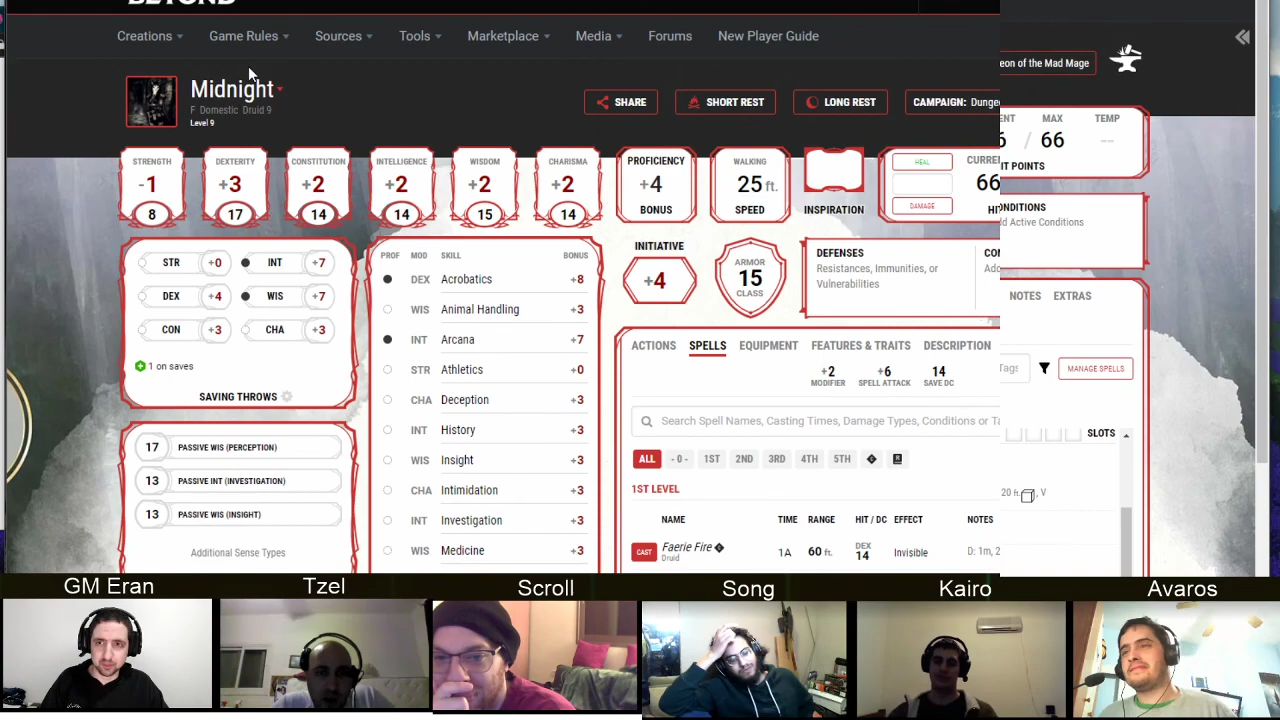 BEYOND
Creations Game Rules Sources Tools Marketplace Media Forums New Player Guide
eon of the Mad Mage
Midnight
F Domestic Druid 9
Level 9
SHARE SHORT REST LONG REST CAMPAIGN: Dunge
STRENGTH -1 8
DEXTERITY +3 17
CONSTITUTION +2 14
INTELLIGENCE +2 14
WISDOM +2 15
CHARISMA +2 14
PROFICIENCY +4 BONUS
WALKING 25 ft. SPEED
INSPIRATION
HEAL
DAMAGE
CURRE
66
HI
ENT MAX TEMP
6 / 66 --
IT POINTS
STR +0 INT +7
DEX +4 WIS +7
CON +3 CHA +3
1 on saves
SAVING THROWS
17 PASSIVE WIS (PERCEPTION)
13 PASSIVE INT (INVESTIGATION)
13 PASSIVE WIS (INSIGHT)
Additional Sense Types
PROF MOD SKILL BONUS
DEX Acrobatics +8
WIS Animal Handling +3
INT Arcana +7
STR Athletics +0
CHA Deception +3
INT History +3
WIS Insight +3
CHA Intimidation +3
INT Investigation +3
WIS Medicine +3
INITIATIVE
+4
ARMOR
15
CLASS
DEFENSES
Resistances, Immunities, or
Vulnerabilities
CON
Add
ONDITIONS
d Active Conditions
ACTIONS SPELLS EQUIPMENT FEATURES & TRAITS DESCRIPTION
NOTES EXTRAS
+2 +6 14
MODIFIER SPELL ATTACK SAVE DC
Tags MANAGE SPELLS
Search Spell Names, Casting Times, Damage Types, Conditions or Ta
SLOTS
ALL - 0 - 1ST 2ND 3RD 4TH 5TH
1ST LEVEL
20 ft. , V
NAME TIME RANGE HIT / DC EFFECT NOTES
CAST Faerie Fire 1A 60 ft. DEX 14 Invisible D: 1m, 2
Druid
GM Eran Tzel Scroll Song Kairo Avaros